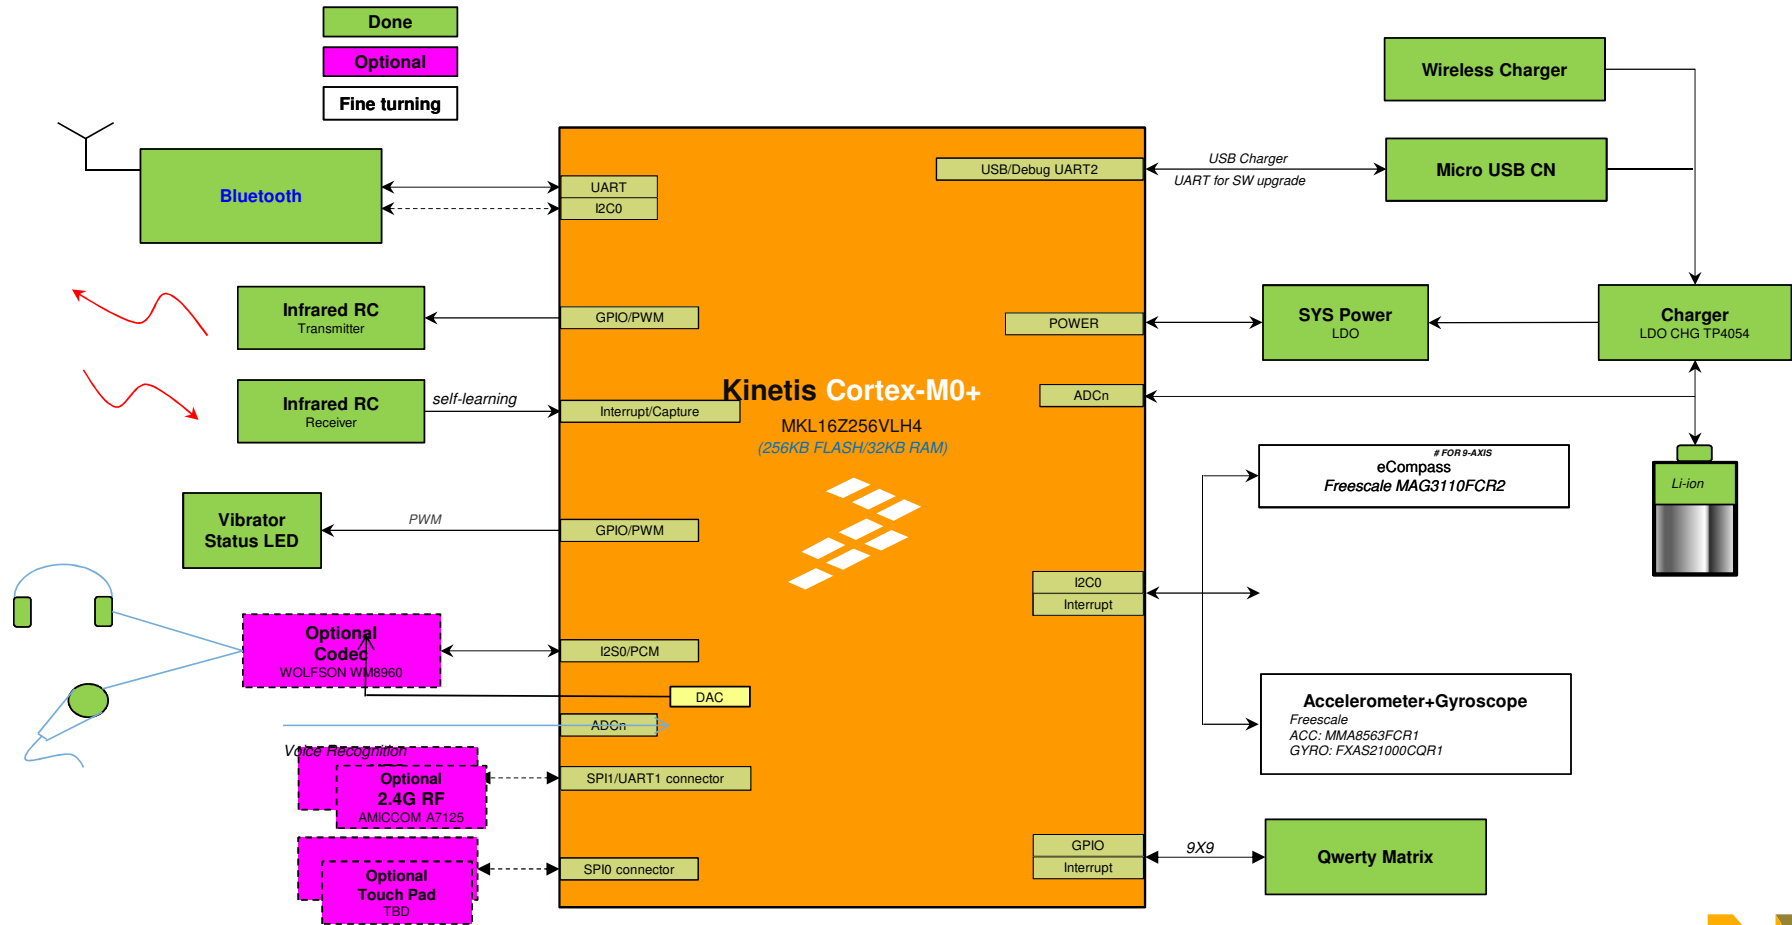 Done
Optional
Fine turning
Wireless Charger
Micro USB CN
USB Charger
UART for SW upgrade
USB/Debug UART2
Bluetooth
UART
I2C0
Infrared RC
Transmitter
GPIO/PWM
POWER
SYS Power
LDO
Charger
LDO CHG TP4054
Infrared RC
Receiver
self-learning
Interrupt/Capture
Kinetis Cortex-M0+
MKL16Z256VLH4
(256KB FLASH/32KB RAM)
ADCn
# FOR 9-AXIS
eCompass
Freescale MAG3110FCR2
Li-ion
Vibrator
Status LED
PWM
GPIO/PWM
I2C0
Interrupt
Optional
Codec
WOLFSON WM8960
I2S0/PCM
DAC
ADCn
Voice Recognition
Accelerometer+Gyroscope
Freescale
ACC: MMA8563FCR1
GYRO: FXAS21000CQR1
Optional
2.4G RF
AMICCOM A7125
SPI1/UART1 connector
Optional
Touch Pad
TBD
SPI0 connector
GPIO
Interrupt
9X9
Qwerty Matrix